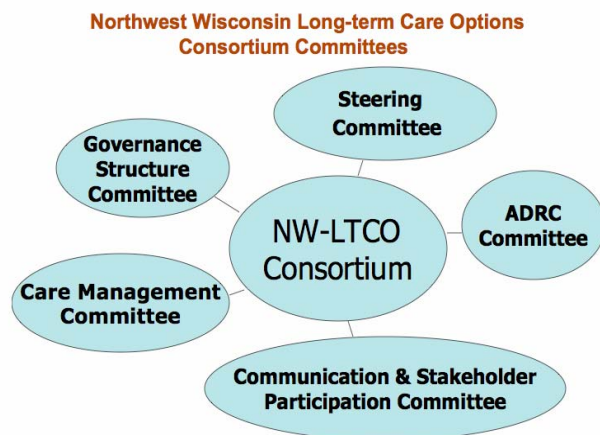 Northwest Wisconsin Long-term Care Options
Consortium Committees
Steering
Committee
Governance
Structure
Committee
ADRC
Committee
NW-LTCO
Consortium
Care Management
Committee
Communication & Stakeholder
Participation Committee